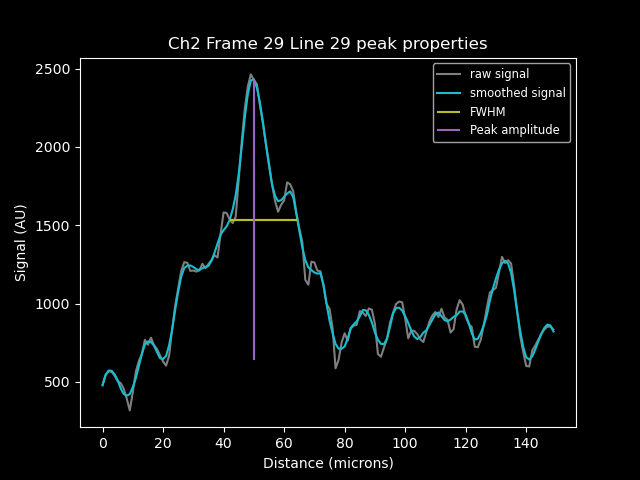 Ch2 Frame 29 Line 29 peak properties
raw signal
smoothed signal
FWHM
Peak amplitude
Signal (AU)
2500
2000
1500
1000
500
0 20 40 60 80 100 120 140
Distance (microns)